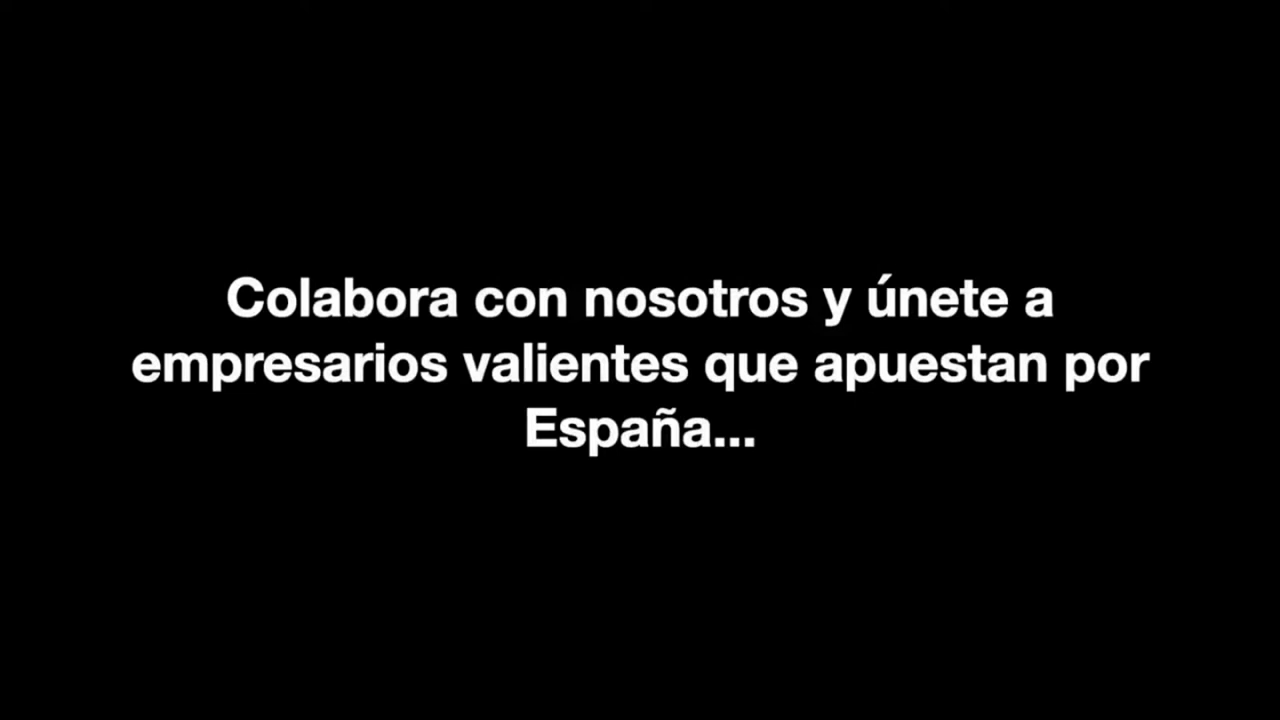 Colabora con nosotros y únete a
empresarios valientes que apuestan por
España...